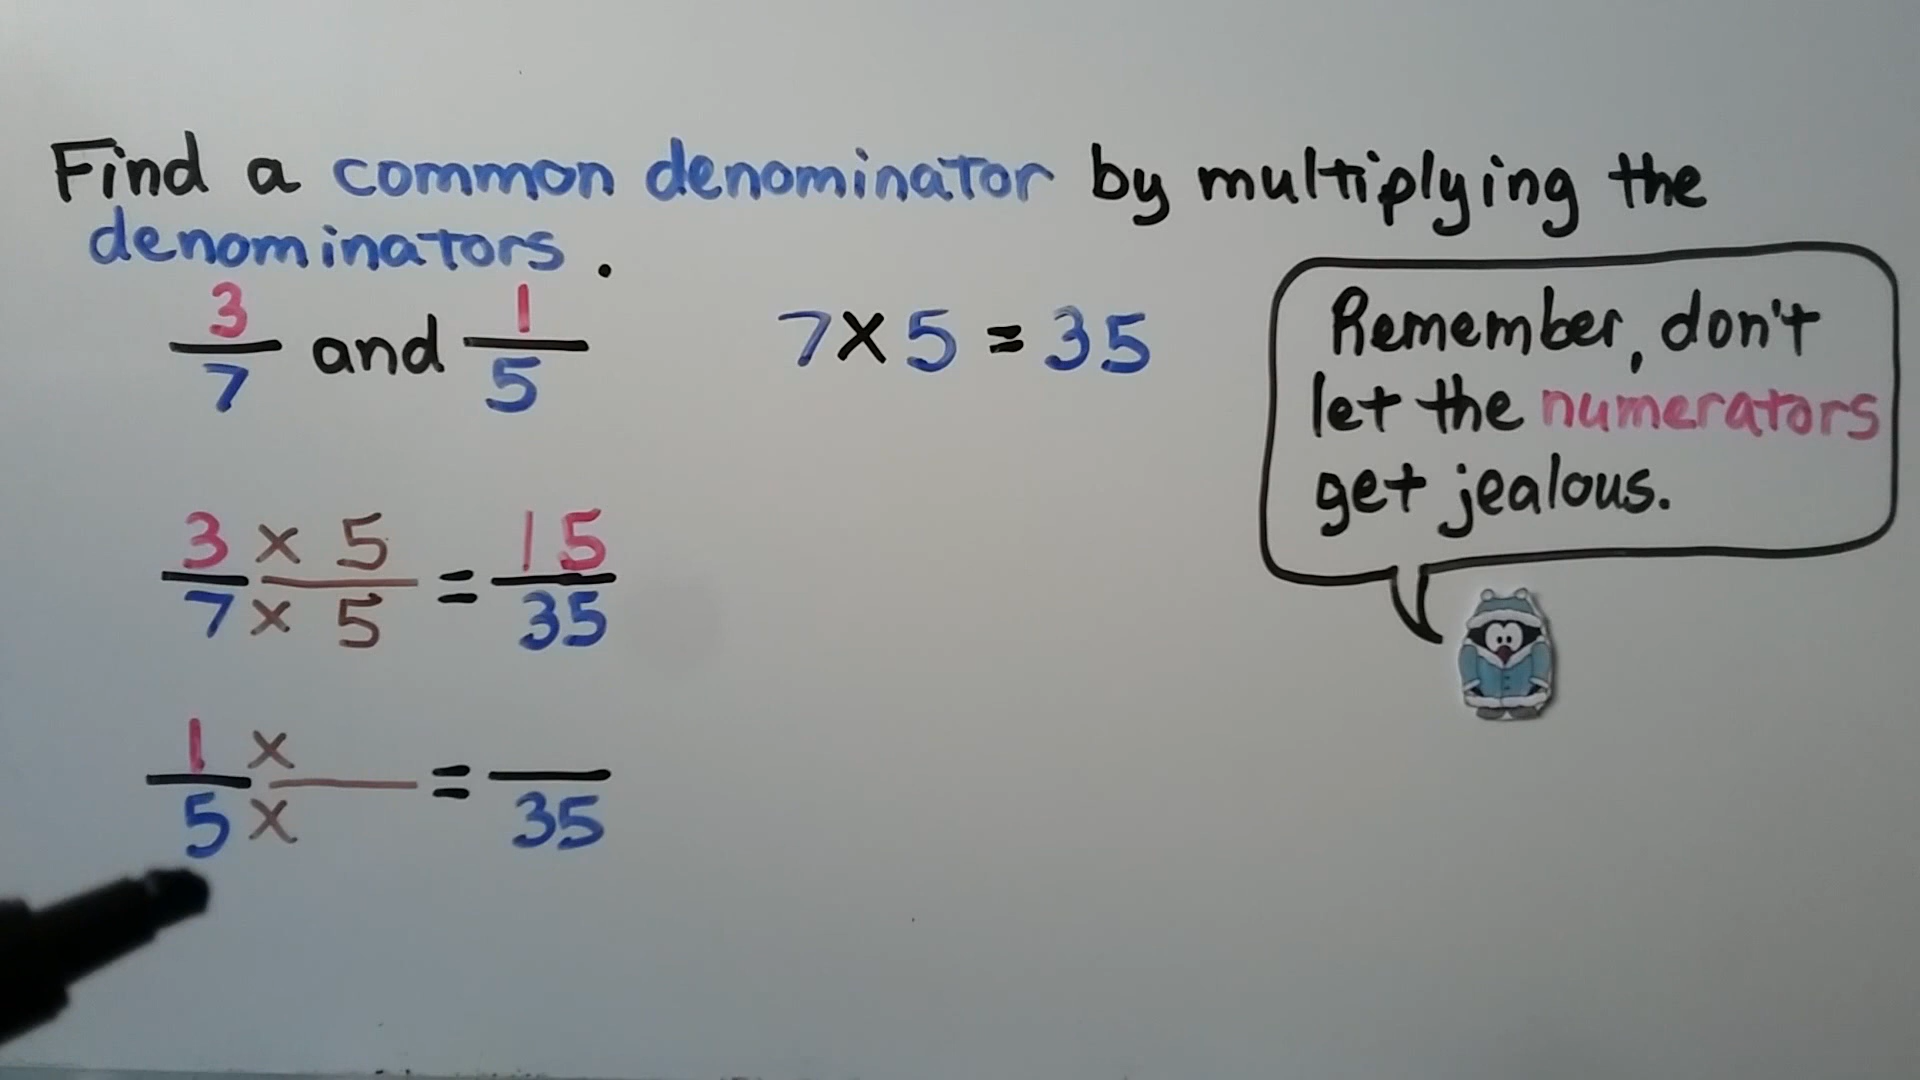 Find a common denominator by multiplying the
denominators.
3/7 and 1/5
7 × 5 = 35
Remember, don't
let the numerators
get jealous.
3 × 5 / 7 × 5 = 15/35
1 × / 5 × = /35